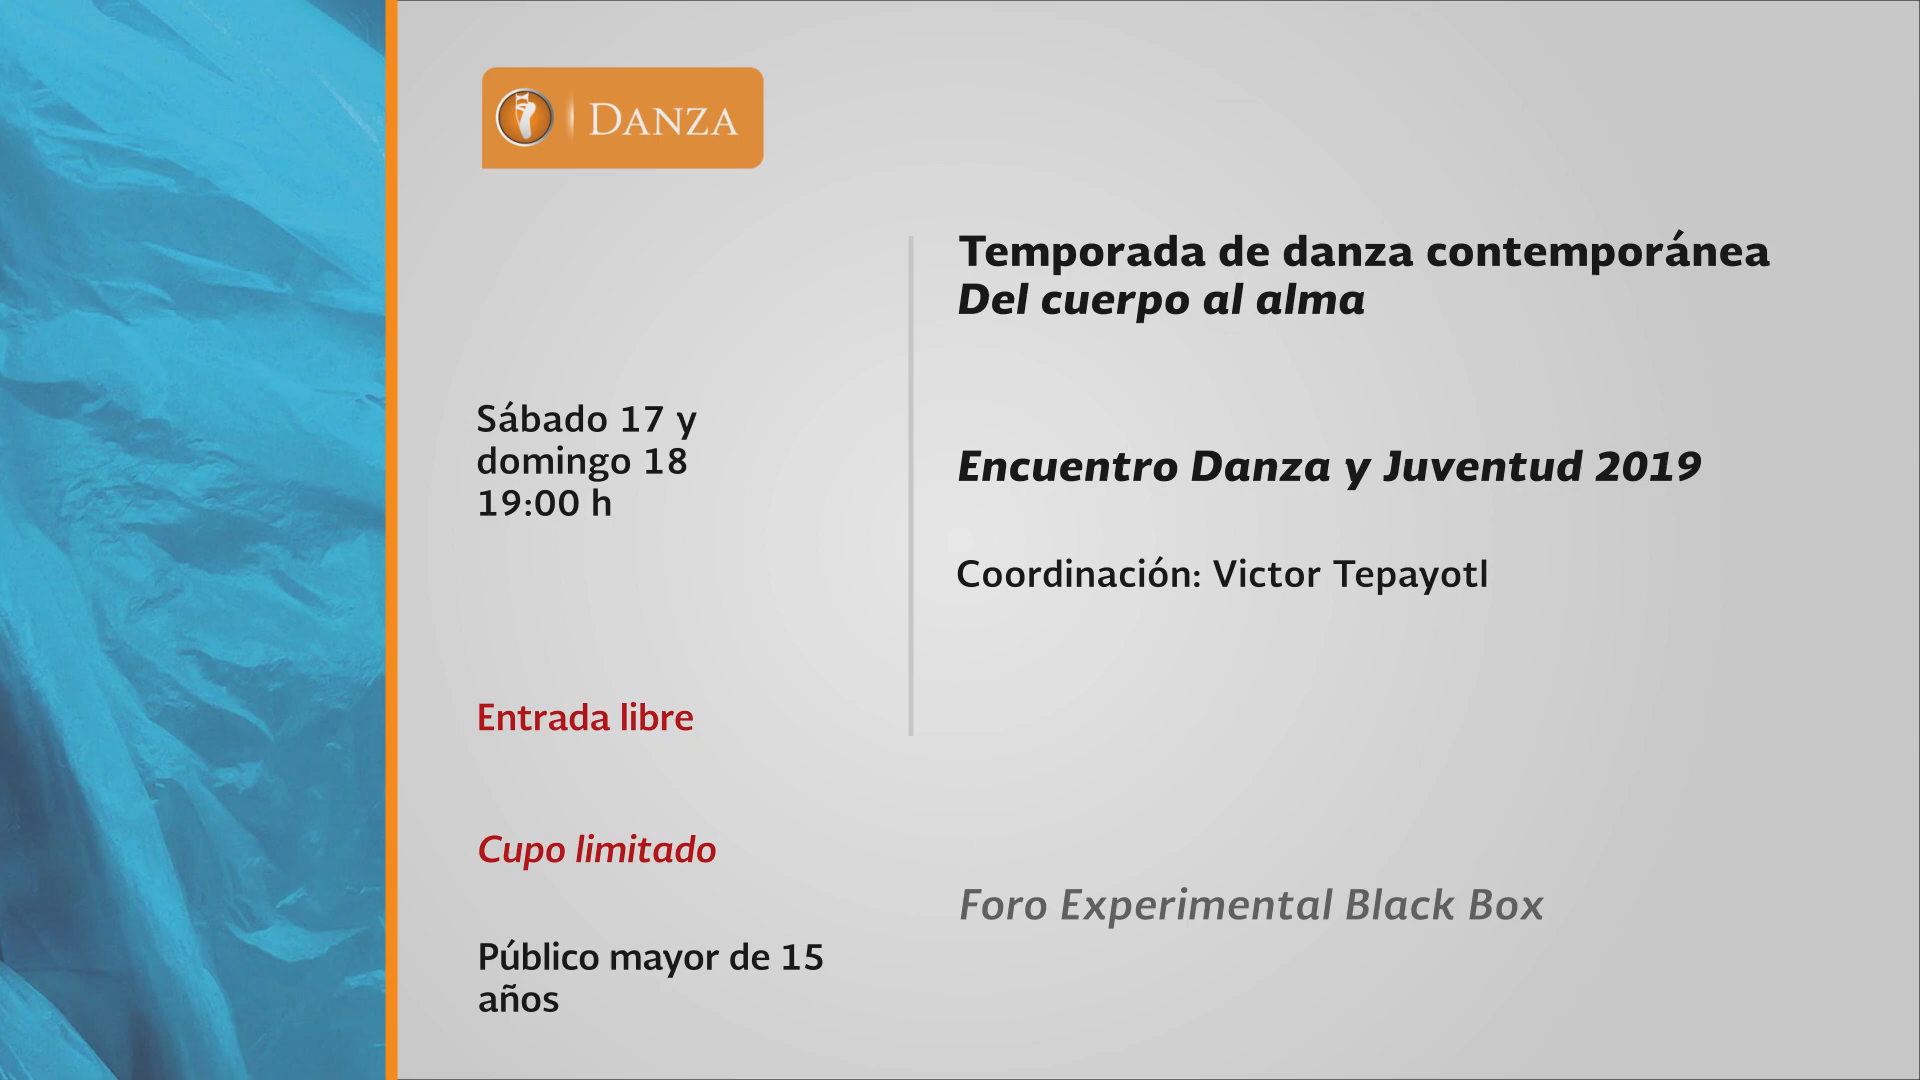 DANZA
Temporada de danza contemporánea
Del cuerpo al alma
Sábado 17 y
domingo 18
19:00 h
Encuentro Danza y Juventud 2019
Coordinación: Victor Tepayotl
Entrada libre
Cupo limitado
Foro Experimental Black Box
Público mayor de 15
años